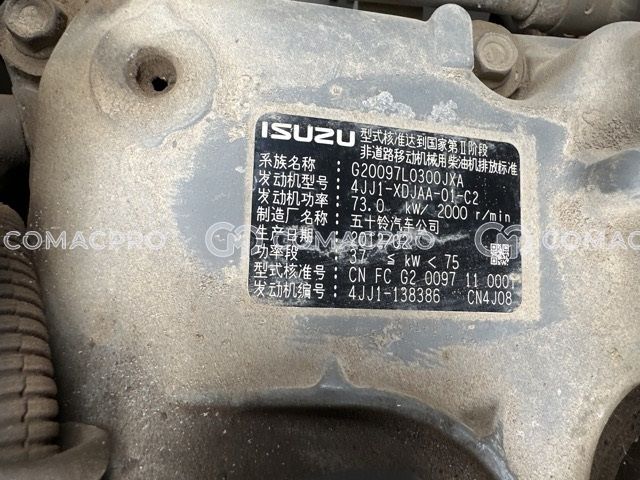 ISUZU
型式核准达到国家第Ⅱ阶段
非道路移动机械用柴油机排放标准
系族名称 : G20097L0300JXA
发动机型号: 4JJ1-XDJAA-01-C2
发动机功率: 73.0 kW/ 2000 r/min
制造厂名称: 五十铃汽车公司
生产日期 :
功率段 : 37 ≤ kW < 75
型式核准号: CN FC G2 0097 11 0001
发动机编号: 4JJ1-138386 CN4J08
COMACPRO COMACPRO COMACPRO